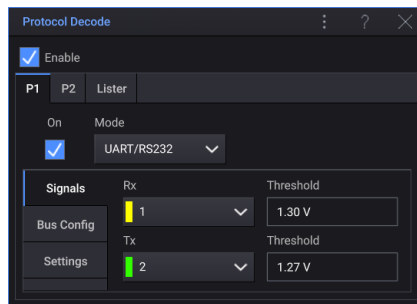 Protocol Decode
Enable
P1 P2 Lister
On Mode
UART/RS232
Signals Rx Threshold
1 1.30 V
Bus Config
Tx Threshold
Settings 2 1.27 V